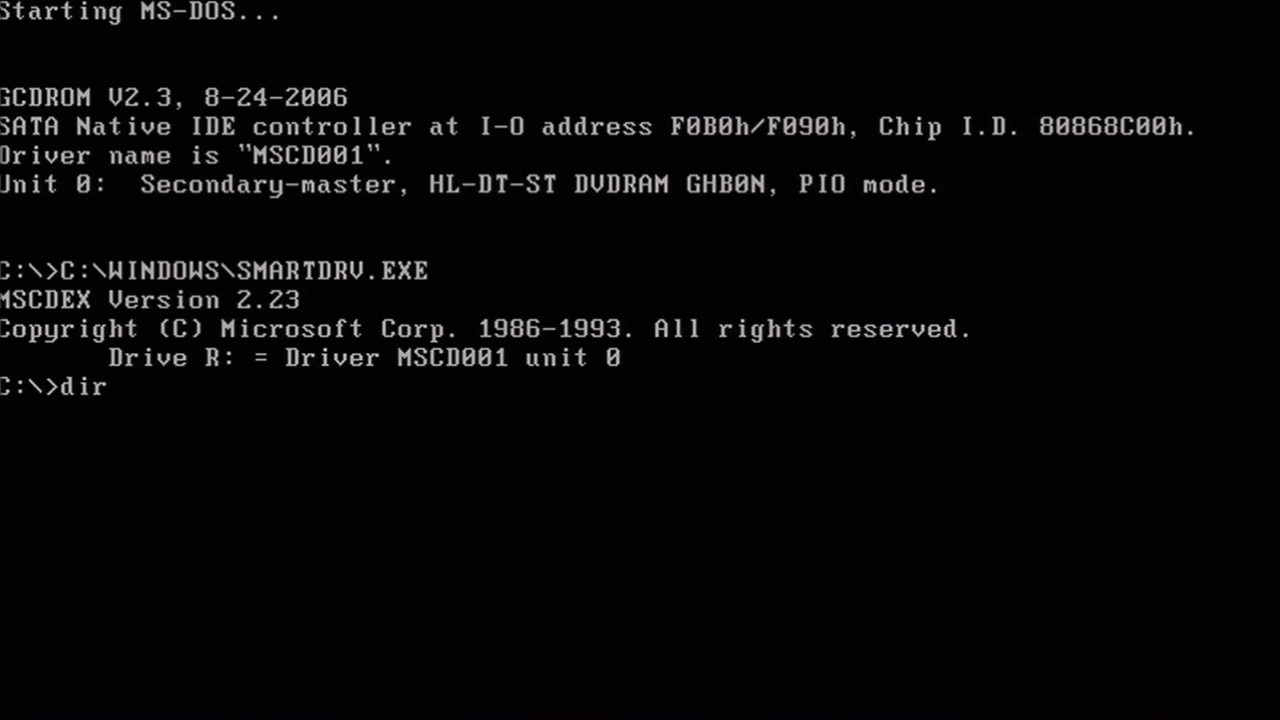 Starting MS-DOS...
GCDROM V2.3, 8-24-2006
SATA Native IDE controller at I-O address F0B0h/F090h, Chip I.D. 80868C00h.
Driver name is "MSCD001".
Unit 0:  Secondary-master, HL-DT-ST DVDRAM GHB0N, PIO mode.
C:\>C:\WINDOWS\SMARTDRV.EXE
MSCDEX Version 2.23
Copyright (C) Microsoft Corp. 1986-1993. All rights reserved.
Drive R: = Driver MSCD001 unit 0
C:\>dir